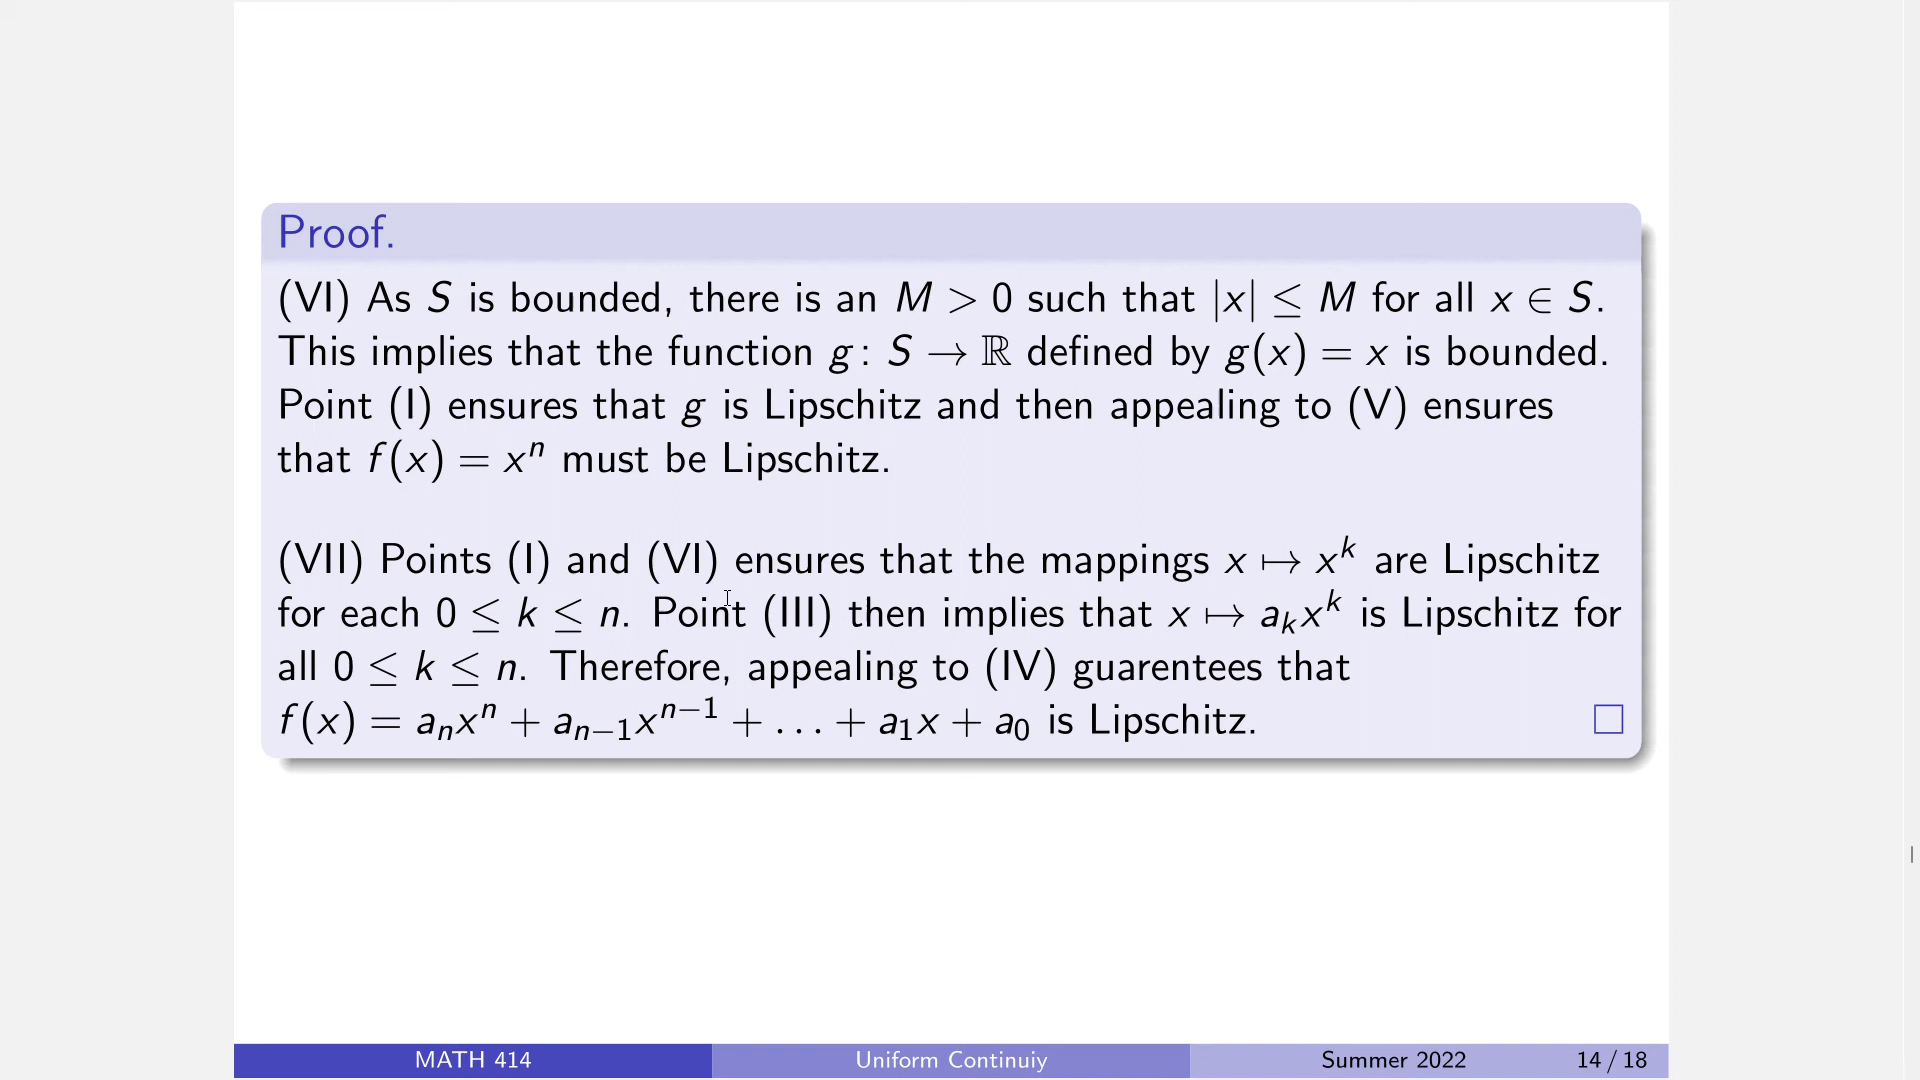 Proof.
(VI) As S is bounded, there is an M > 0 such that |x| ≤ M for all x ∈ S.
This implies that the function g: S → ℝ defined by g(x) = x is bounded.
Point (I) ensures that g is Lipschitz and then appealing to (V) ensures
that f(x) = xⁿ must be Lipschitz.
(VII) Points (I) and (VI) ensures that the mappings x ↦ x^k are Lipschitz
for each 0 ≤ k ≤ n. Point (III) then implies that x ↦ a_k x^k is Lipschitz for
all 0 ≤ k ≤ n. Therefore, appealing to (IV) guarentees that
f(x) = a_n x^n + a_{n−1} x^{n−1} + ... + a_1 x + a_0 is Lipschitz. □
MATH 414 Uniform Continuiy Summer 2022 14 / 18